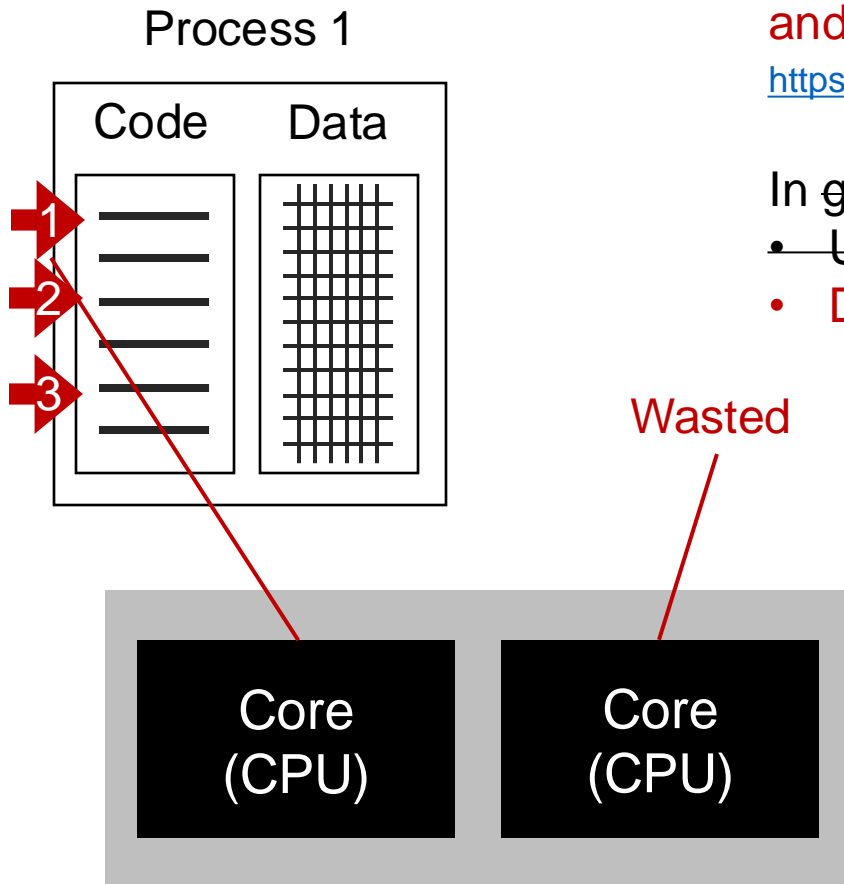 Process 1
and
https
Code Data
1
2
3
In g
• U
• D
Wasted
Core
(CPU)
Core
(CPU)